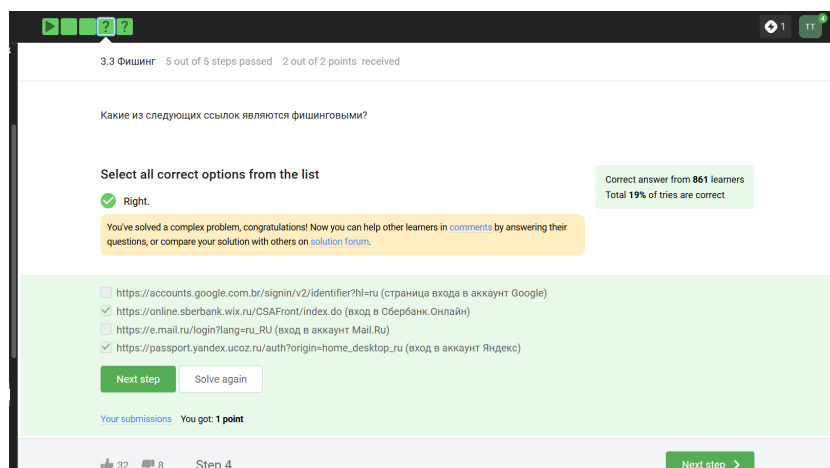 ? ?
1
TT
4
3.3 Фишинг 5 out of 5 steps passed 2 out of 2 points received
Какие из следующих ссылок являются фишинговыми?
Select all correct options from the list
Correct answer from 861 learners
Total 19% of tries are correct
Right.
You've solved a complex problem, congratulations! Now you can help other learners in comments by answering their
questions, or compare your solution with others on solution forum.
https://accounts.google.com.br/signin/v2/identifier?hl=ru (страница входа в аккаунт Google)
https://online.sberbank.wix.ru/CSAFront/index.do (вход в Сбербанк.Онлайн)
https://e.mail.ru/login?lang=ru_RU (вход в аккаунт Mail.Ru)
https://passport.yandex.ucoz.ru/auth?origin=home_desktop_ru (вход в аккаунт Яндекс)
Next step Solve again
Your submissions You got: 1 point
32 8 Step 4 Next step